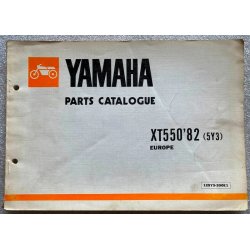 YAMAHA
PARTS CATALOGUE
XT550'82 (5Y3)
EUROPE